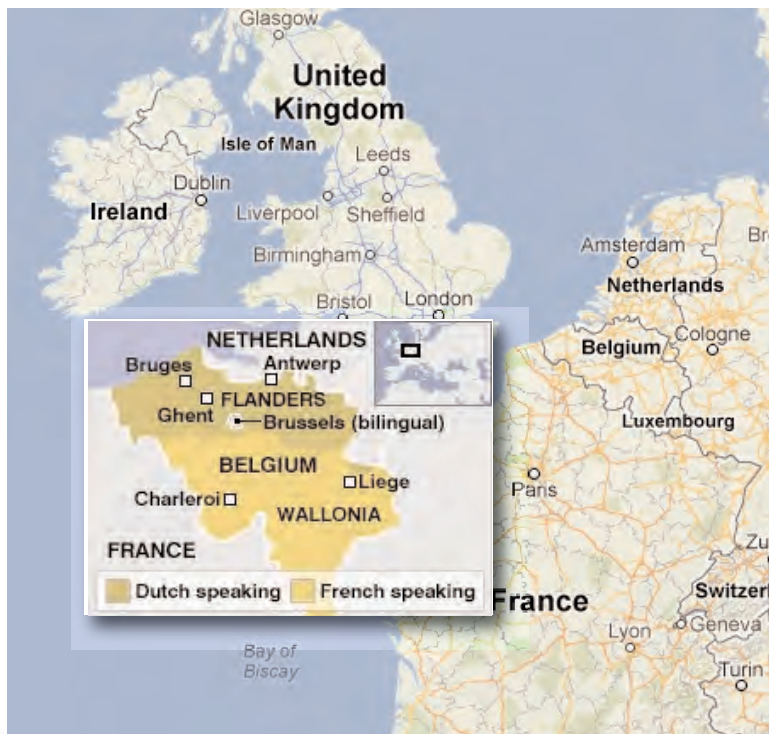 Glasgow
United
Kingdom
Isle of Man
Leeds
Dublin
Ireland
Liverpool
Sheffield
Birmingham
Bristol
London
Amsterdam
Netherlands
Cologne
Belgium
Luxembourg
Paris
France
Switzerl
Geneva
Lyon
Turin
Bay of
Biscay
NETHERLANDS
Bruges
Antwerp
FLANDERS
Ghent
Brussels (bilingual)
BELGIUM
Liege
Charleroi
WALLONIA
FRANCE
Dutch speaking
French speaking